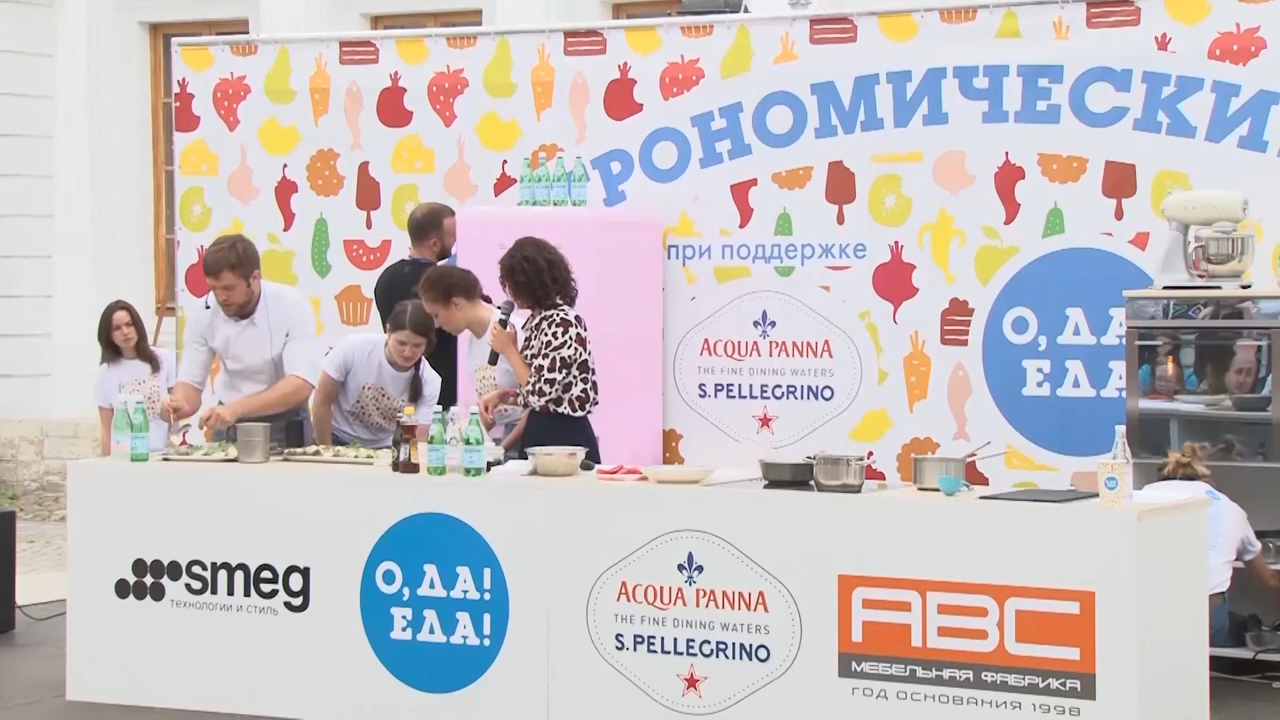 РОНОМИЧЕСКИ
при поддержке
ACQUA PANNA
THE FINE DINING WATERS
S.PELLEGRINO
О, ДА
ЕДА
smeg
технологии и стиль
О, ДА!
ЕДА!
ACQUA PANNA
THE FINE DINING WATERS
S.PELLEGRINO
ABC
МЕБЕЛЬНАЯ ФАБРИКА
ГОД ОСНОВАНИЯ 1998